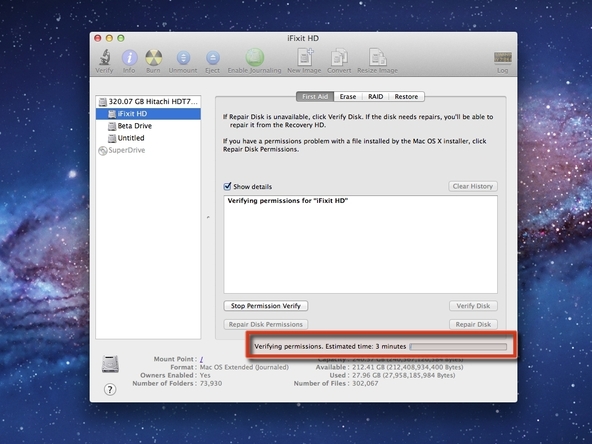 iFixit HD
Verify Info Burn Unmount Eject Enable Journaling New Image Convert Resize Image Log
320.07 GB Hitachi HDT7...
iFixit HD
Beta Drive
Untitled
SuperDrive
First Aid Erase RAID Restore
If Repair Disk is unavailable, click Verify Disk. If the disk needs repairs, you'll be able to
repair it from the Recovery HD.
If you have a permissions problem with a file installed by the Mac OS X installer, click
Repair Disk Permissions.
Show details
Clear History
Verifying permissions for "iFixit HD"
Stop Permission Verify
Verify Disk
Repair Disk Permissions
Repair Disk
Verifying permissions. Estimated time: 3 minutes
Mount Point : /
Format : Mac OS Extended (Journaled)
Owners Enabled : Yes
Number of Folders : 73,930
Available : 212.41 GB (212,408,934,400 Bytes)
Used : 27.96 GB (27,958,185,984 Bytes)
Number of Files : 302,067
?